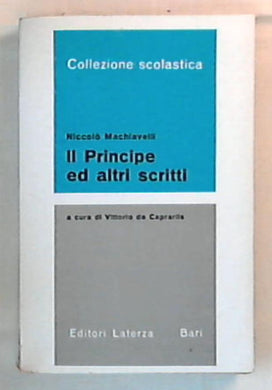 Collezione scolastica
Niccolò Machiavelli
Il Principe
ed altri scritti
a cura di Vittorio de Caprariis
Editori Laterza Bari